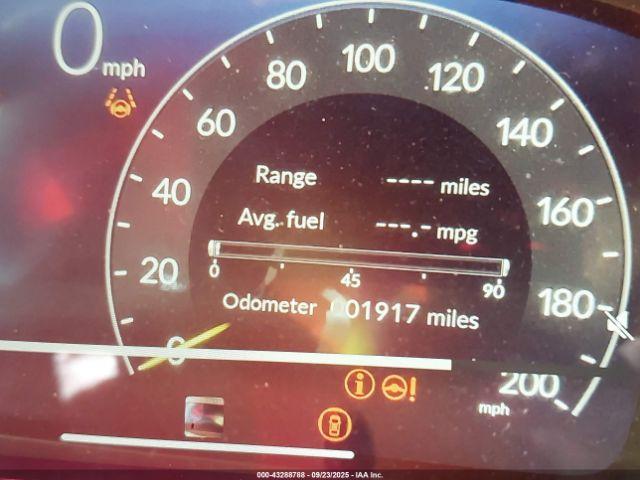 0 mph
100
80 120
60 140
Range ---- miles
40 160
Avg. fuel ---.- mpg
20
0 45 90
180
Odometer 001917 miles
0
200
mph
000-43288788 - 09/23/2025 - IAA Inc.